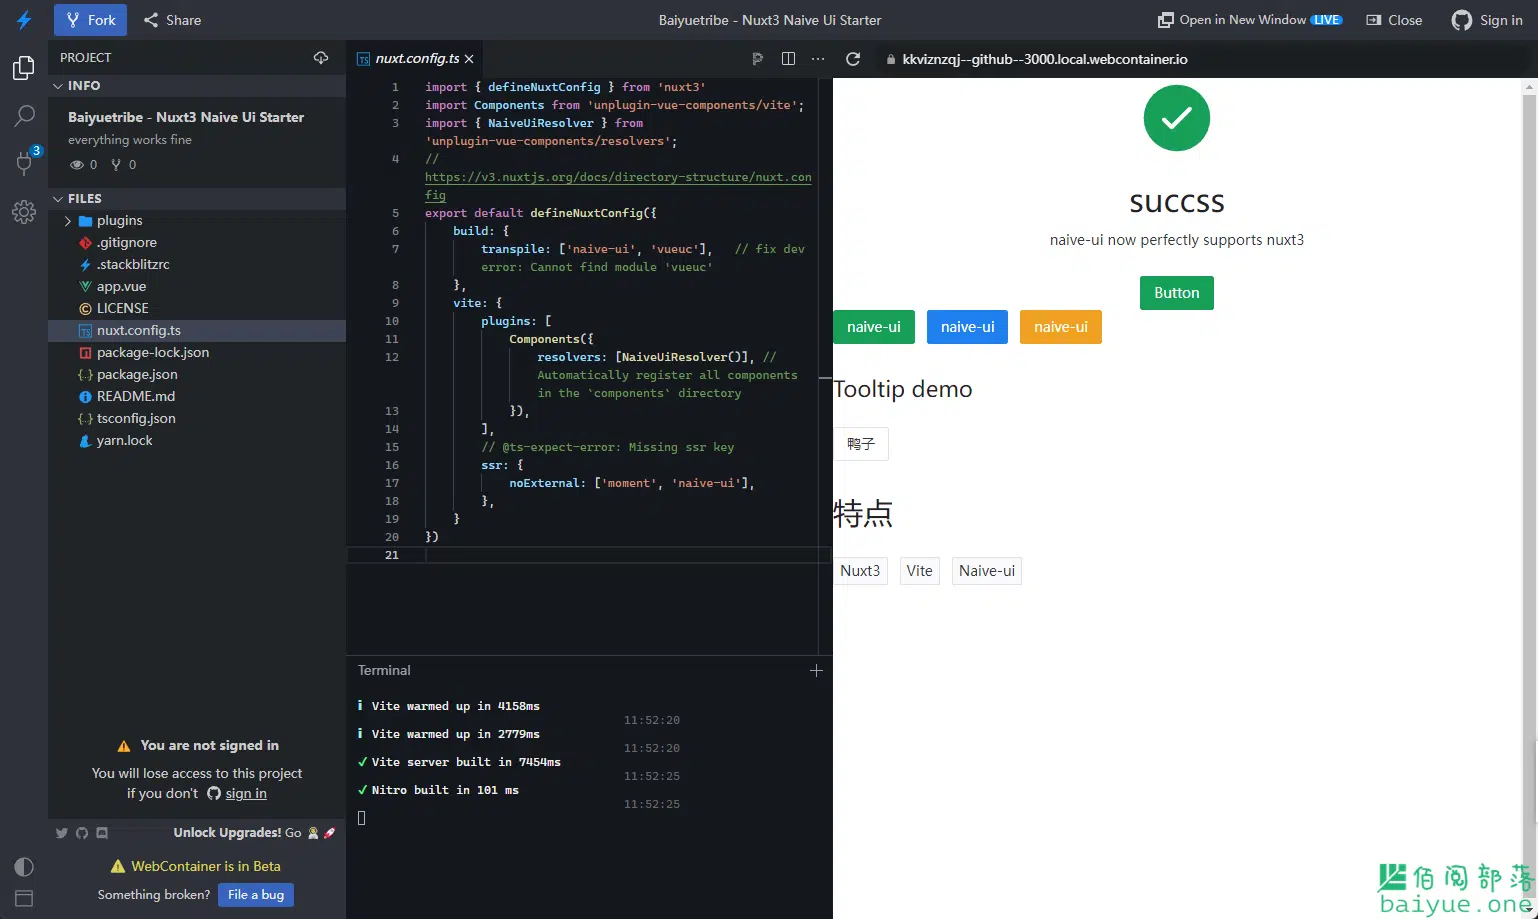 Fork
Share
Baiyuetribe - Nuxt3 Naive Ui Starter
Open in New Window LIVE
Close
Sign in
PROJECT
INFO
Baiyuetribe - Nuxt3 Naive Ui Starter
everything works fine
0 0
3
FILES
plugins
.gitignore
.stackblitzrc
app.vue
LICENSE
nuxt.config.ts
package-lock.json
package.json
README.md
tsconfig.json
yarn.lock
You are not signed in
You will lose access to this project
if you don't sign in
Unlock Upgrades! Go
WebContainer is in Beta
Something broken? File a bug
TS nuxt.config.ts
1 import { defineNuxtConfig } from 'nuxt3'
2 import Components from 'unplugin-vue-components/vite';
3 import { NaiveUiResolver } from
'unplugin-vue-components/resolvers';
4 //
https://v3.nuxtjs.org/docs/directory-structure/nuxt.con
fig
5 export default defineNuxtConfig({
6 build: {
7 transpile: ['naive-ui', 'vueuc'], // fix dev
error: Cannot find module 'vueuc'
8 },
9 vite: {
10 plugins: [
11 Components({
12 resolvers: [NaiveUiResolver()], //
Automatically register all components
in the `components` directory
13 }),
14 ],
15 // @ts-expect-error: Missing ssr key
16 ssr: {
17 noExternal: ['moment', 'naive-ui'],
18 },
19 }
20 })
21
Terminal
i Vite warmed up in 4158ms
11:52:20
i Vite warmed up in 2779ms
11:52:20
✓ Vite server built in 7454ms
11:52:25
✓ Nitro built in 101 ms
11:52:25
kkviznzqj--github--3000.local.webcontainer.io
succss
naive-ui now perfectly supports nuxt3
Button
naive-ui naive-ui naive-ui
Tooltip demo
鸭子
特点
Nuxt3 Vite Naive-ui
佰阅部落
baiyue.one